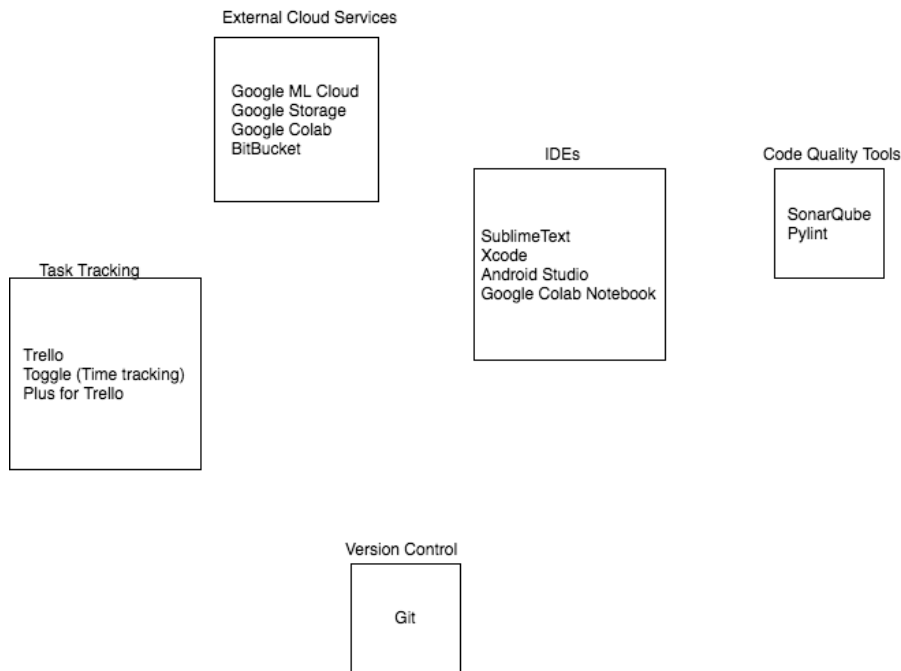 External Cloud Services
Google ML Cloud
Google Storage
Google Colab
BitBucket
IDEs
SublimeText
Xcode
Android Studio
Google Colab Notebook
Code Quality Tools
SonarQube
Pylint
Task Tracking
Trello
Toggle (Time tracking)
Plus for Trello
Version Control
Git